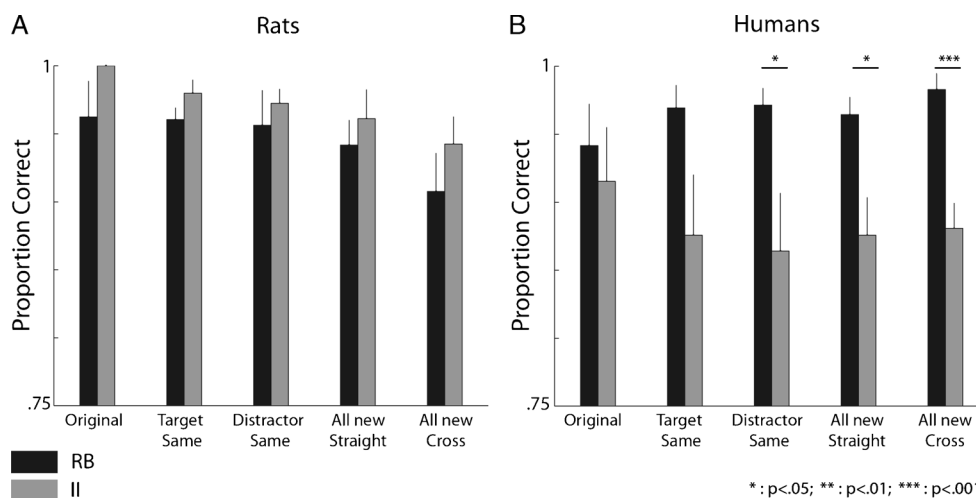 A
Rats
B
Humans
1
Proportion Correct
.75
Original
Target
Same
Distractor
Same
All new
Straight
All new
Cross
1
*
*
***
Proportion Correct
.75
Original
Target
Same
Distractor
Same
All new
Straight
All new
Cross
RB
II
* : p<.05; ** : p<.01; *** : p<.00